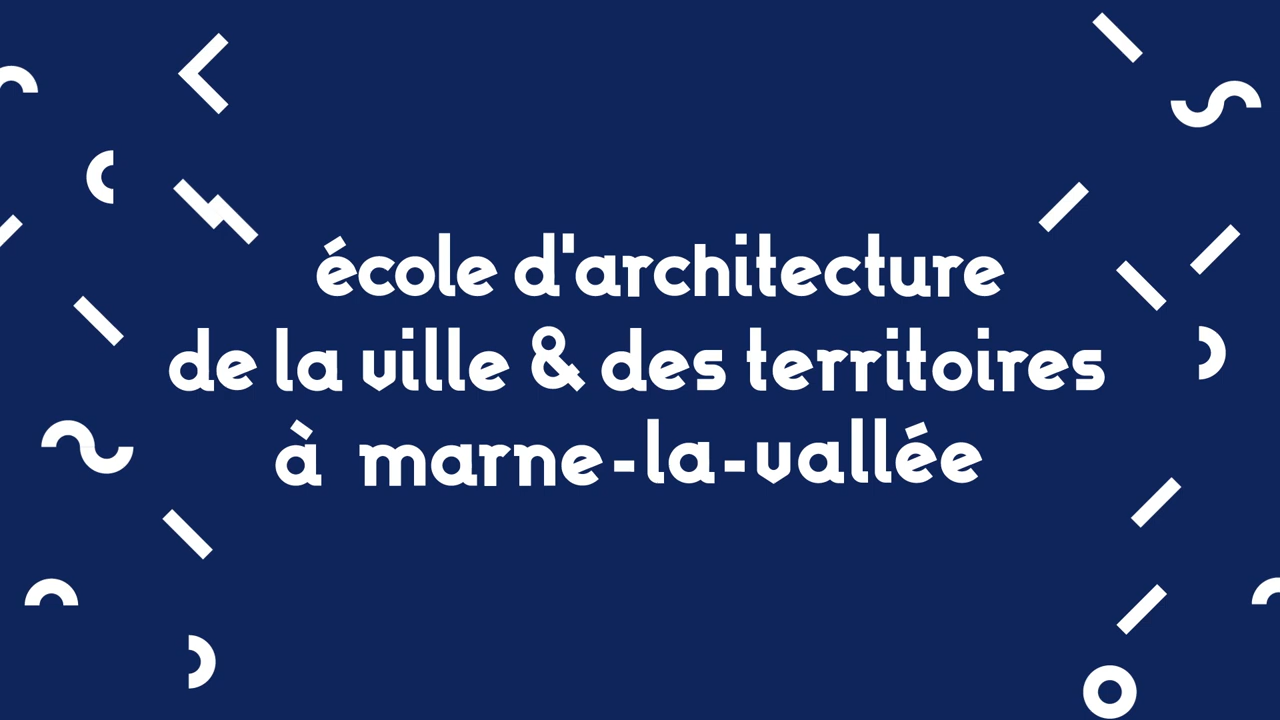 école d'architecture
de la ville & des territoires
à marne-la-vallée